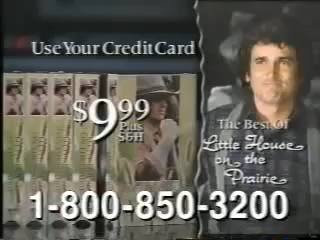 Use Your Credit Card
$9.99
Plus
S&H
The Best Of
Little House
on the
Prairie
1-800-850-3200